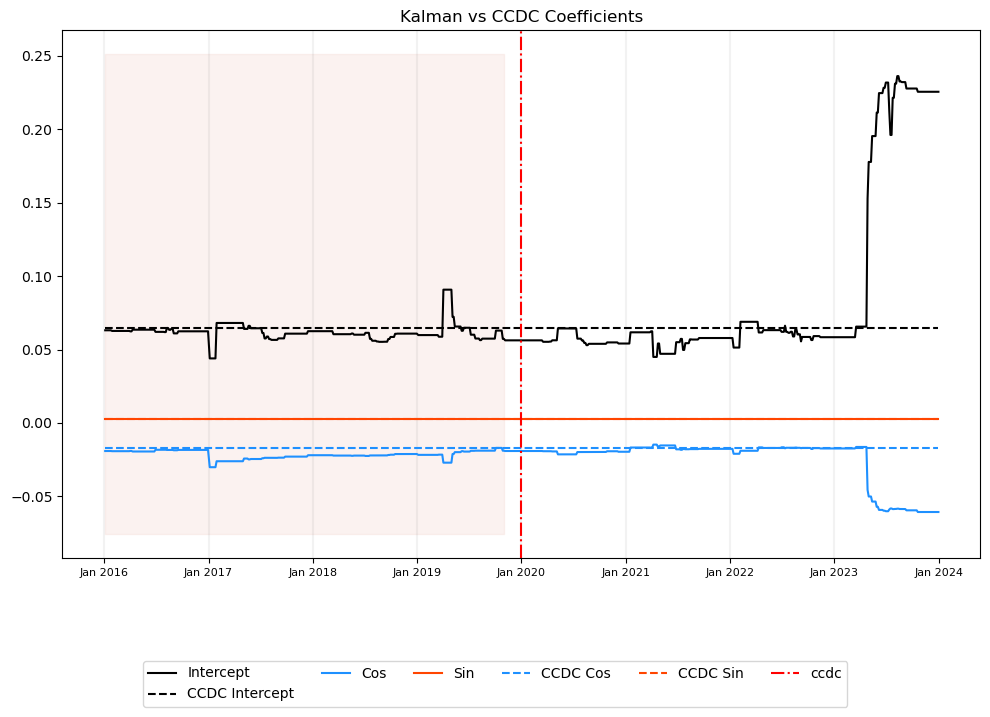 Kalman vs CCDC Coefficients
0.25
0.20
0.15
0.10
0.05
0.00
−0.05
Jan 2016 Jan 2017 Jan 2018 Jan 2019 Jan 2020 Jan 2021 Jan 2022 Jan 2023 Jan 2024
Intercept Cos Sin CCDC Cos CCDC Sin ccdc
CCDC Intercept